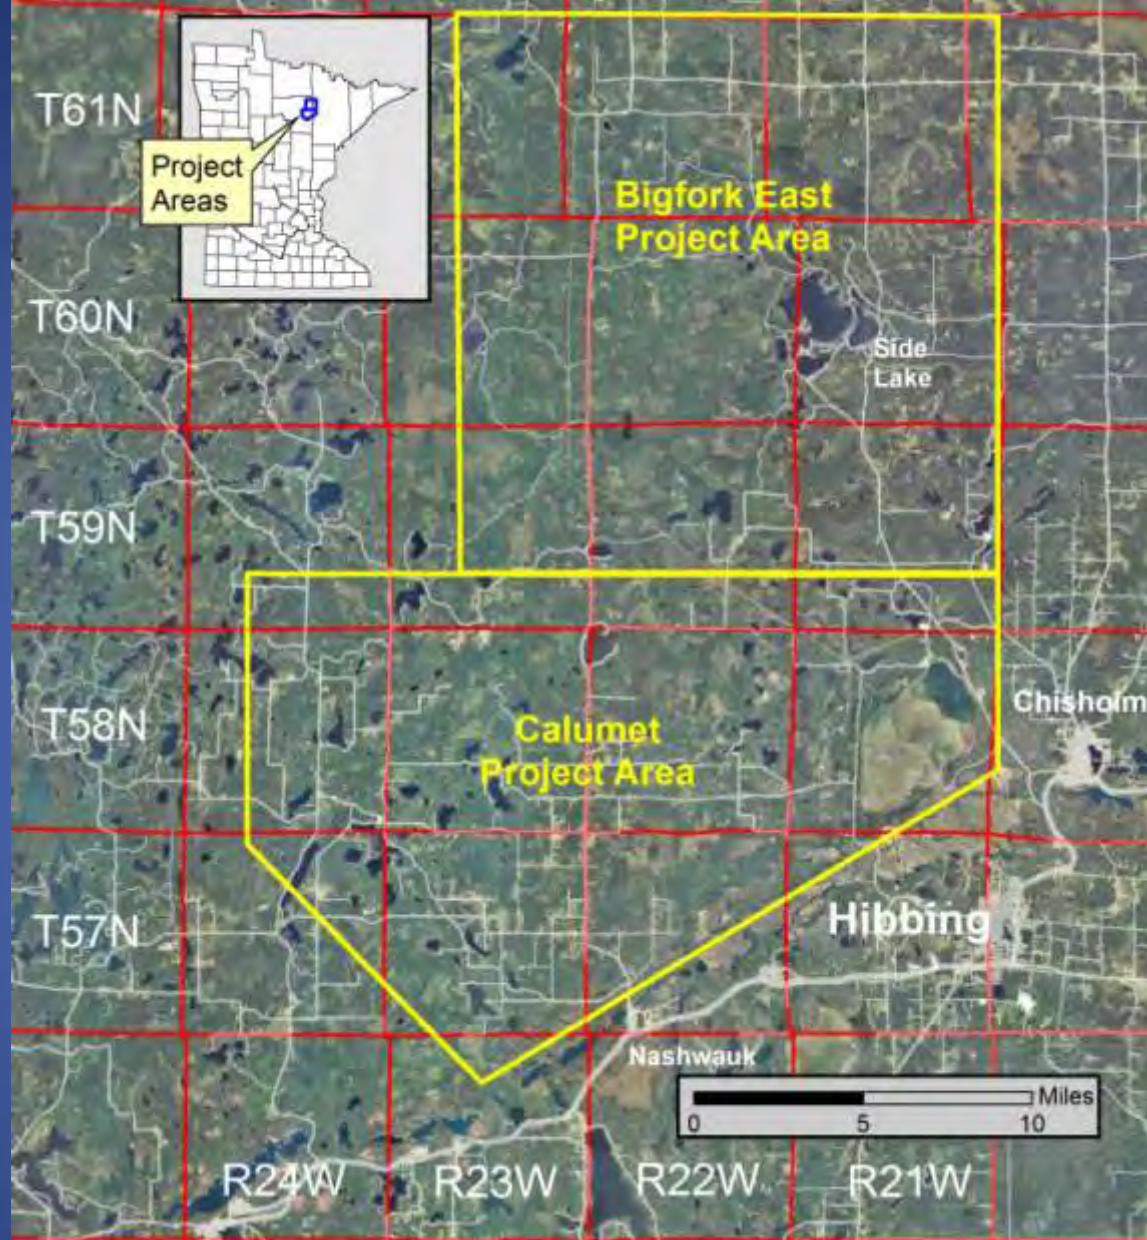 T61N
Project
Areas
Bigfork East
Project Area
T60N
Side
Lake
T59N
T58N
Chisholm
Calumet
Project Area
T57N
Hibbing
Nashwauk
Miles
0 5 10
R24W R23W R22W R21W